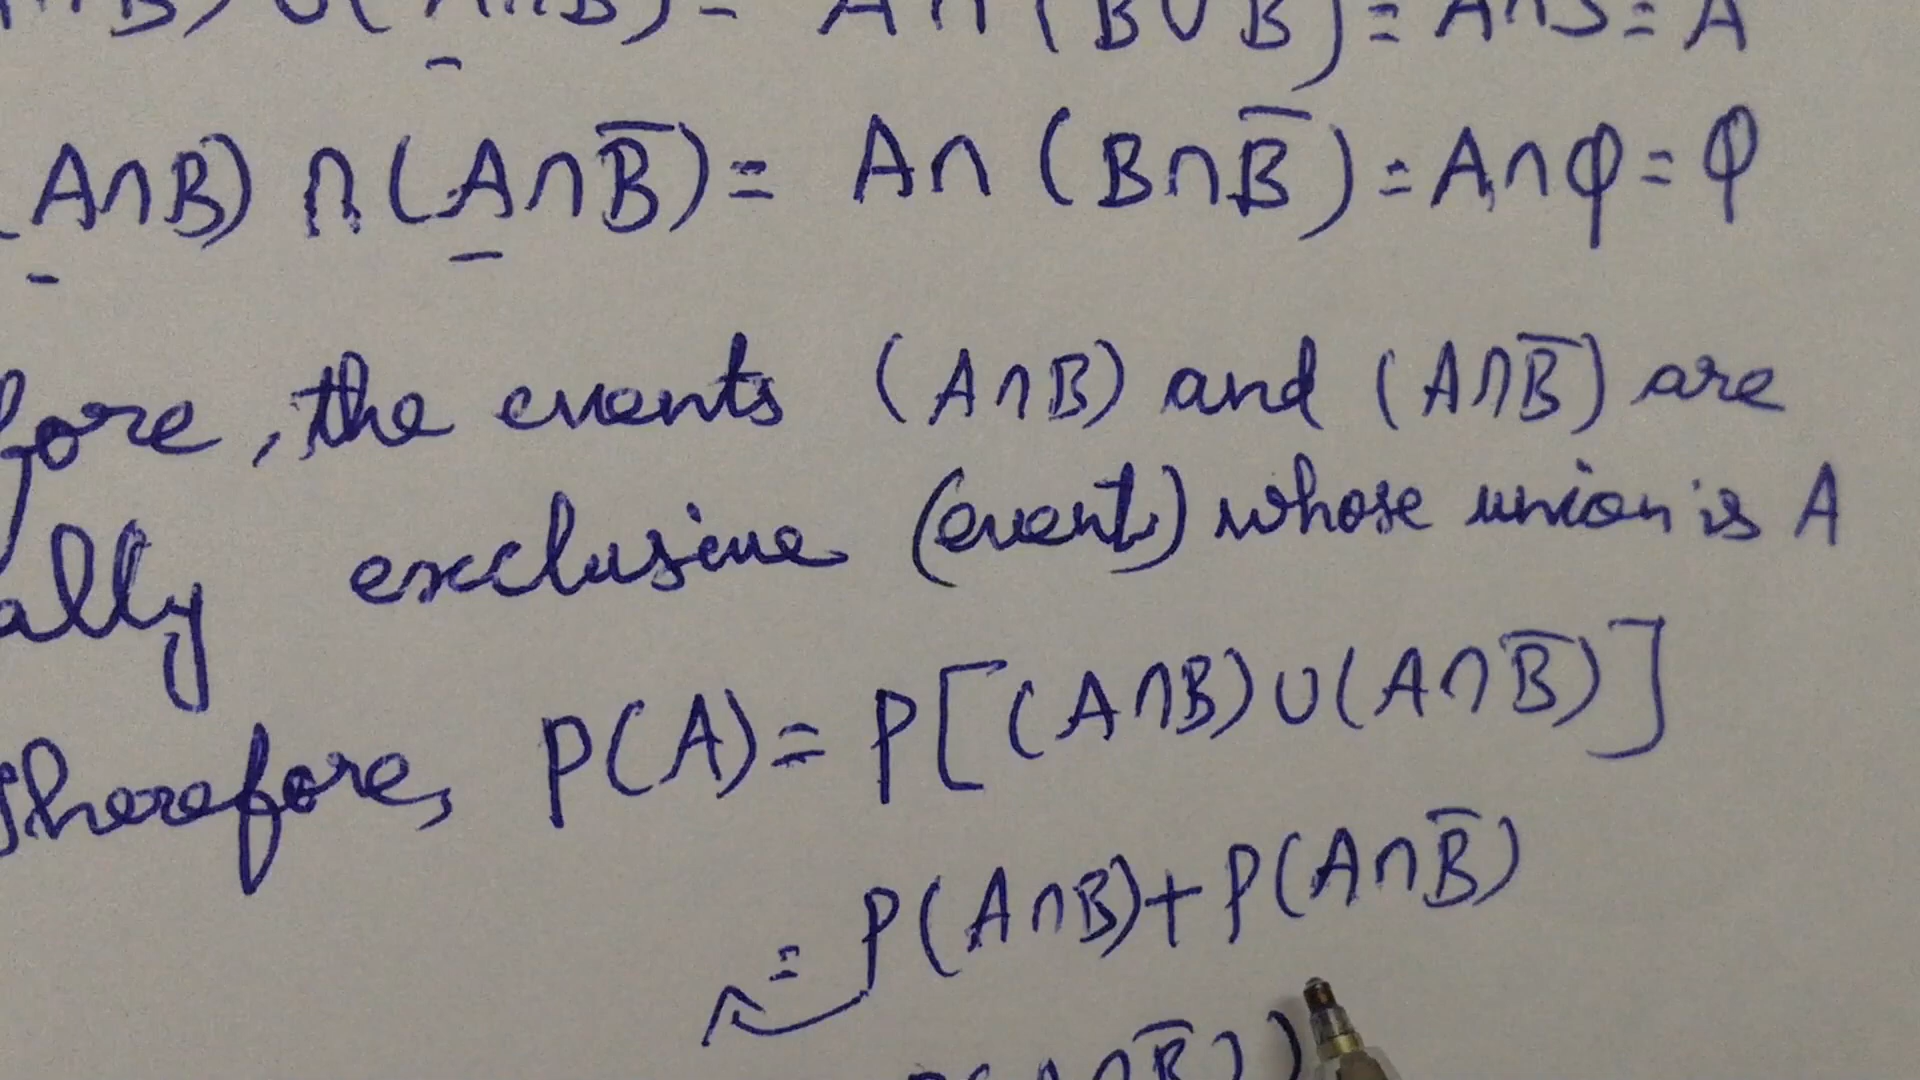 A∩B) ∪(A∩B̅) = A∩(B∪B̅) = A∩S = A
(A∩B) ∩ (A∩B̅) = A∩(B∩B̅) = A∩φ = φ
fore, the events (A∩B) and (A∩B̅) are
ally exclusive (event) whose union is A
Therefore, P(A) = P[(A∩B)∪(A∩B̅)]
= P(A∩B)+P(A∩B̅)
P(A∩B̅))